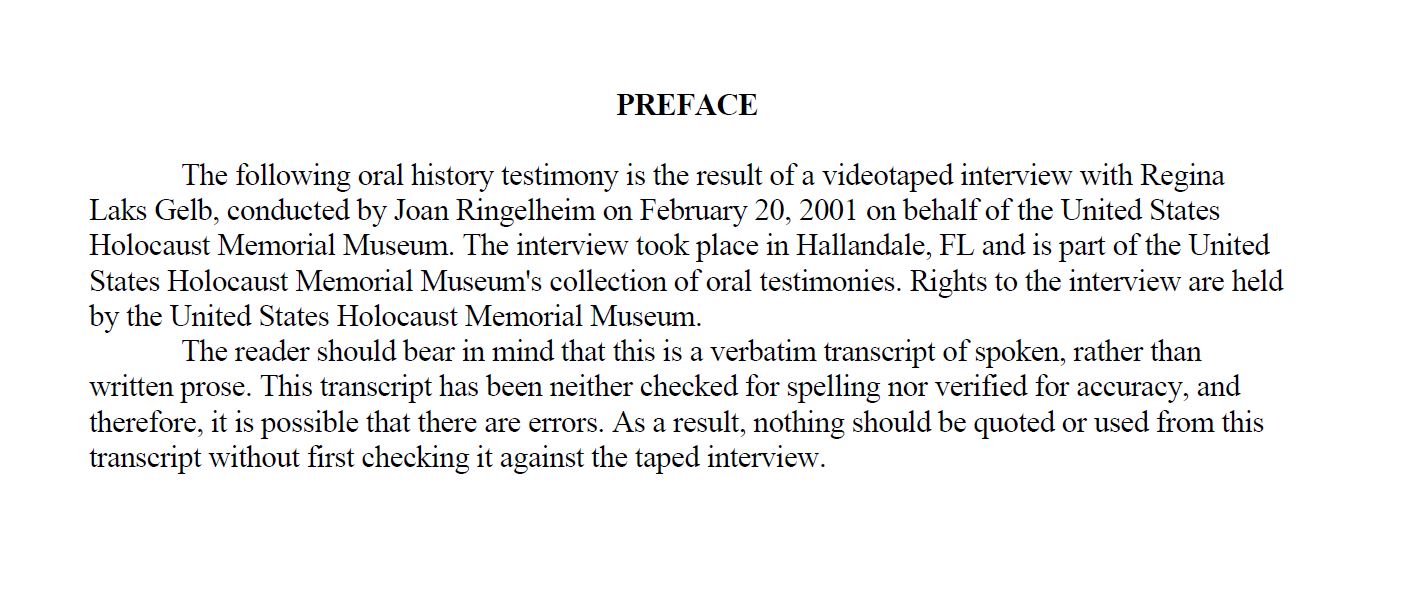 PREFACE
The following oral history testimony is the result of a videotaped interview with Regina
Laks Gelb, conducted by Joan Ringelheim on February 20, 2001 on behalf of the United States
Holocaust Memorial Museum. The interview took place in Hallandale, FL and is part of the United
States Holocaust Memorial Museum's collection of oral testimonies. Rights to the interview are held
by the United States Holocaust Memorial Museum.
The reader should bear in mind that this is a verbatim transcript of spoken, rather than
written prose. This transcript has been neither checked for spelling nor verified for accuracy, and
therefore, it is possible that there are errors. As a result, nothing should be quoted or used from this
transcript without first checking it against the taped interview.